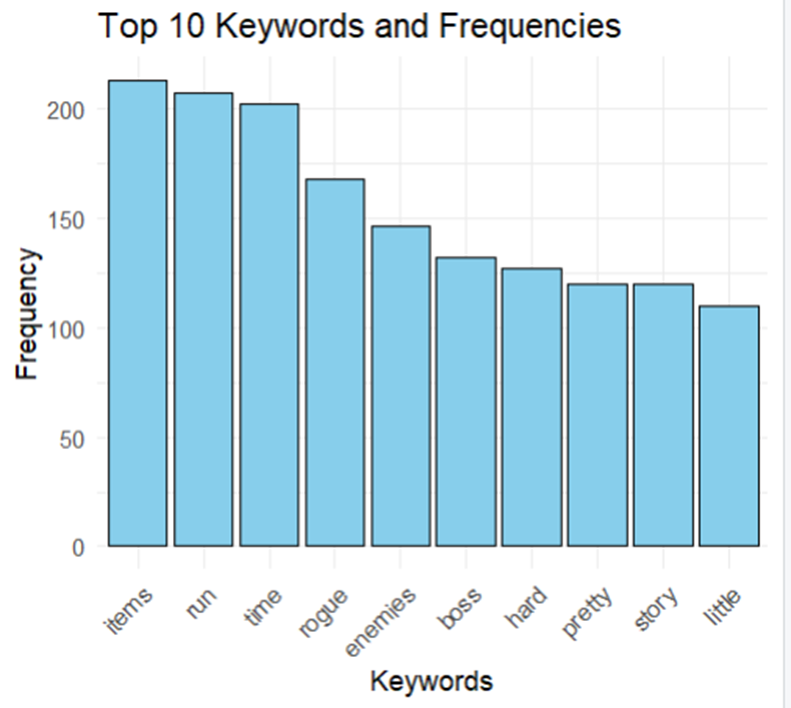 Top 10 Keywords and Frequencies
Frequency
200
150
100
50
0
items
run
time
rogue
enemies
boss
hard
pretty
story
little
Keywords